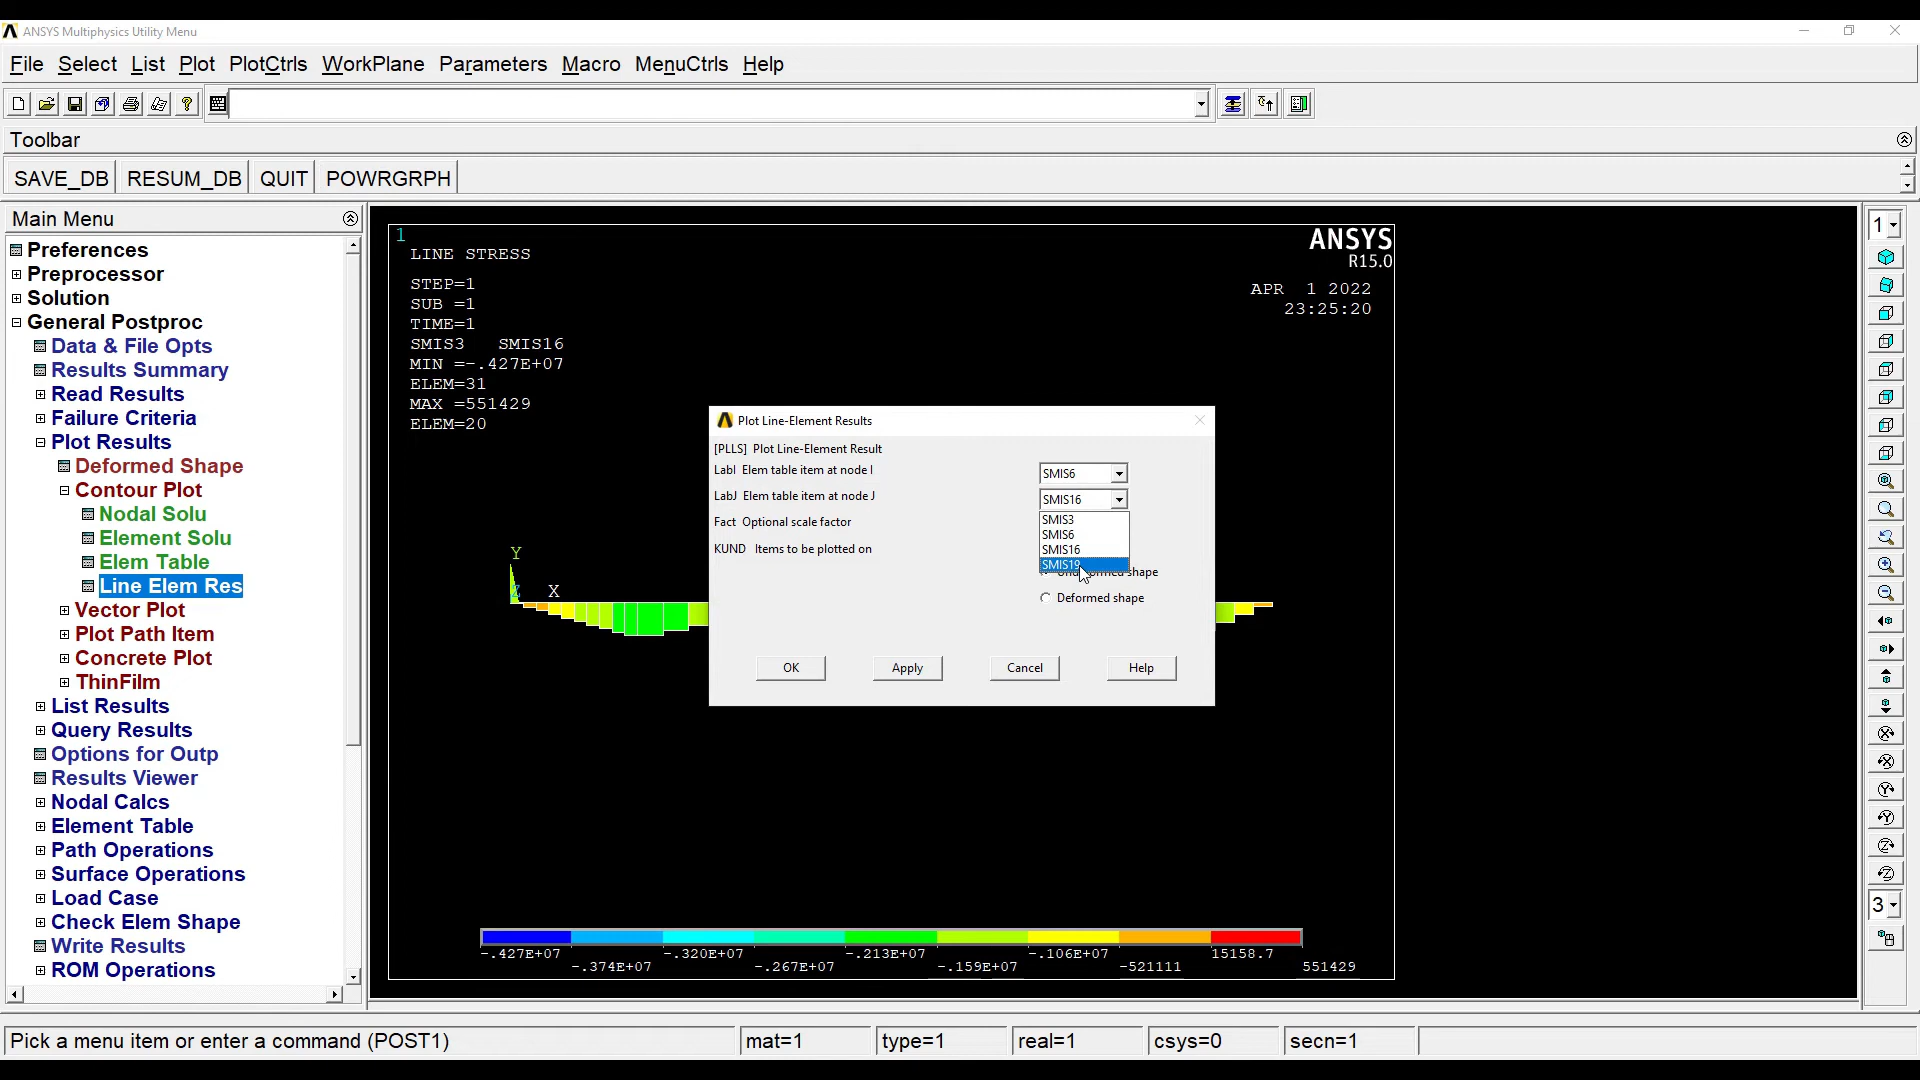 ANSYS Multiphysics Utility Menu
File Select List Plot PlotCtrls WorkPlane Parameters Macro MenuCtrls Help
Toolbar
SAVE_DB RESUM_DB QUIT POWRGRPH
Main Menu
Preferences
Preprocessor
Solution
General Postproc
Data & File Opts
Results Summary
Read Results
Failure Criteria
Plot Results
Deformed Shape
Contour Plot
Nodal Solu
Element Solu
Elem Table
Line Elem Res
Vector Plot
Plot Path Item
Concrete Plot
ThinFilm
List Results
Query Results
Options for Outp
Results Viewer
Nodal Calcs
Element Table
Path Operations
Surface Operations
Load Case
Check Elem Shape
Write Results
ROM Operations
1
LINE STRESS
STEP=1
SUB =1
TIME=1
SMIS3 SMIS16
MIN =-.427E+07
ELEM=31
MAX =551429
ELEM=20
ANSYS
R15.0
APR 1 2022
23:25:20
Y
Z X
Plot Line-Element Results
[PLLS] Plot Line-Element Result
LabI Elem table item at node I SMIS6
LabJ Elem table item at node J SMIS16
Fact Optional scale factor
KUND Items to be plotted on
SMIS3
SMIS6
SMIS16
SMIS19
shape
Deformed shape
OK Apply Cancel Help
-.427E+07 -.374E+07 -.320E+07 -.267E+07 -.213E+07 -.159E+07 -.106E+07 -521111 15158.7 551429
1
3
Pick a menu item or enter a command (POST1) mat=1 type=1 real=1 csys=0 secn=1